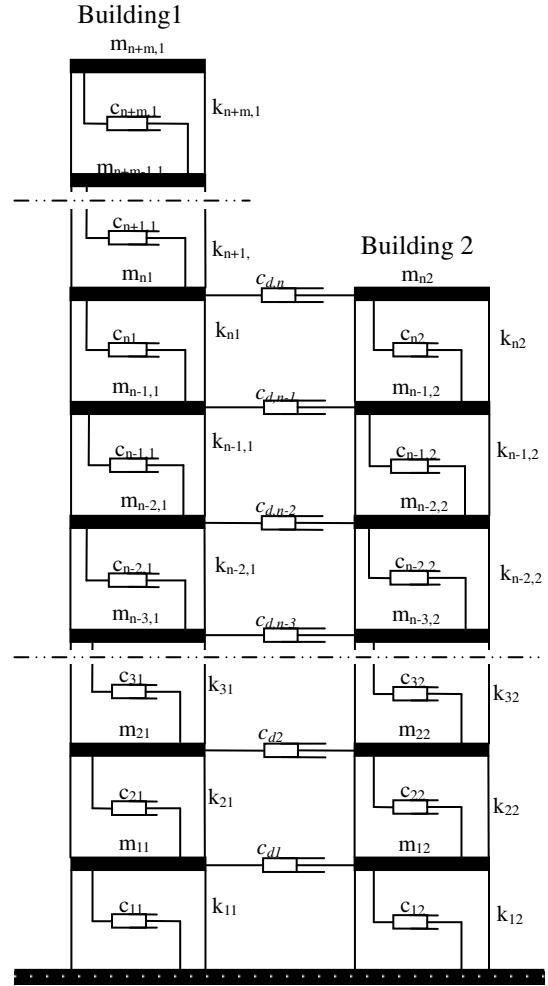 Building1
m_{n+m,1}
c_{n+m,1}
k_{n+m,1}
m_{n+m-1,1}
c_{n+1,1}
k_{n+1,}
Building 2
m_{n1}
c_{d,n}
m_{n2}
c_{n1}
k_{n1}
c_{n2}
k_{n2}
m_{n-1,1}
c_{d,n-1}
m_{n-1,2}
c_{n-1,1}
k_{n-1,1}
c_{n-1,2}
k_{n-1,2}
m_{n-2,1}
c_{d,n-2}
m_{n-2,2}
c_{n-2,1}
k_{n-2,1}
c_{n-2,2}
k_{n-2,2}
m_{n-3,1}
c_{d,n-3}
m_{n-3,2}
c_{31}
k_{31}
c_{32}
k_{32}
m_{21}
c_{d2}
m_{22}
c_{21}
k_{21}
c_{22}
k_{22}
m_{11}
c_{d1}
m_{12}
c_{11}
k_{11}
c_{12}
k_{12}